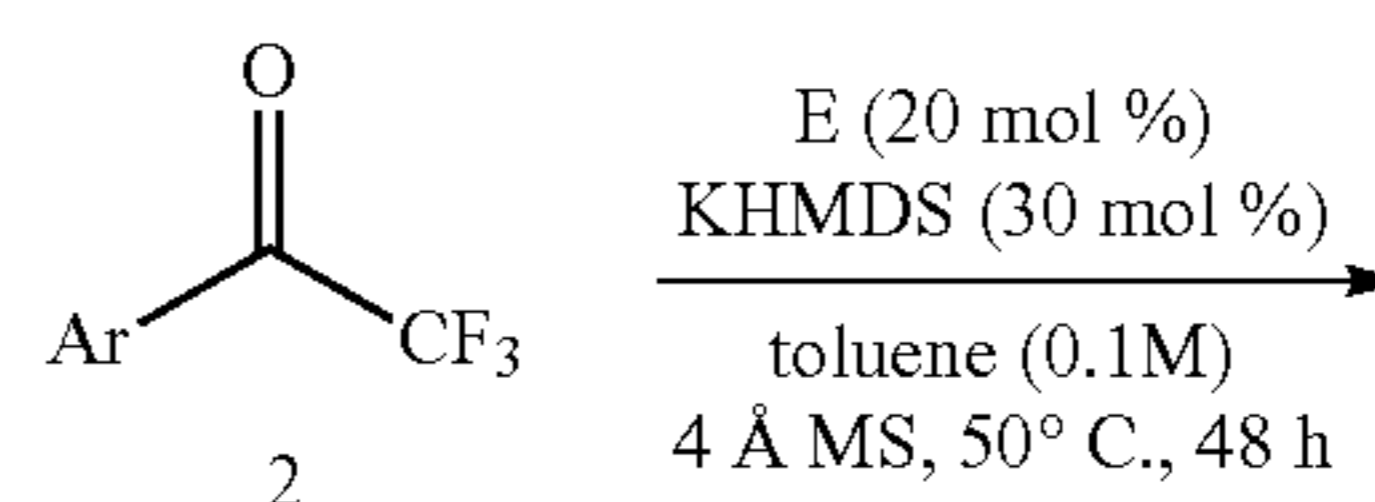 O
Ar
CF₃
2
E (20 mol %)
KHMDS (30 mol %)
toluene (0.1M)
4 Å MS, 50° C., 48 h